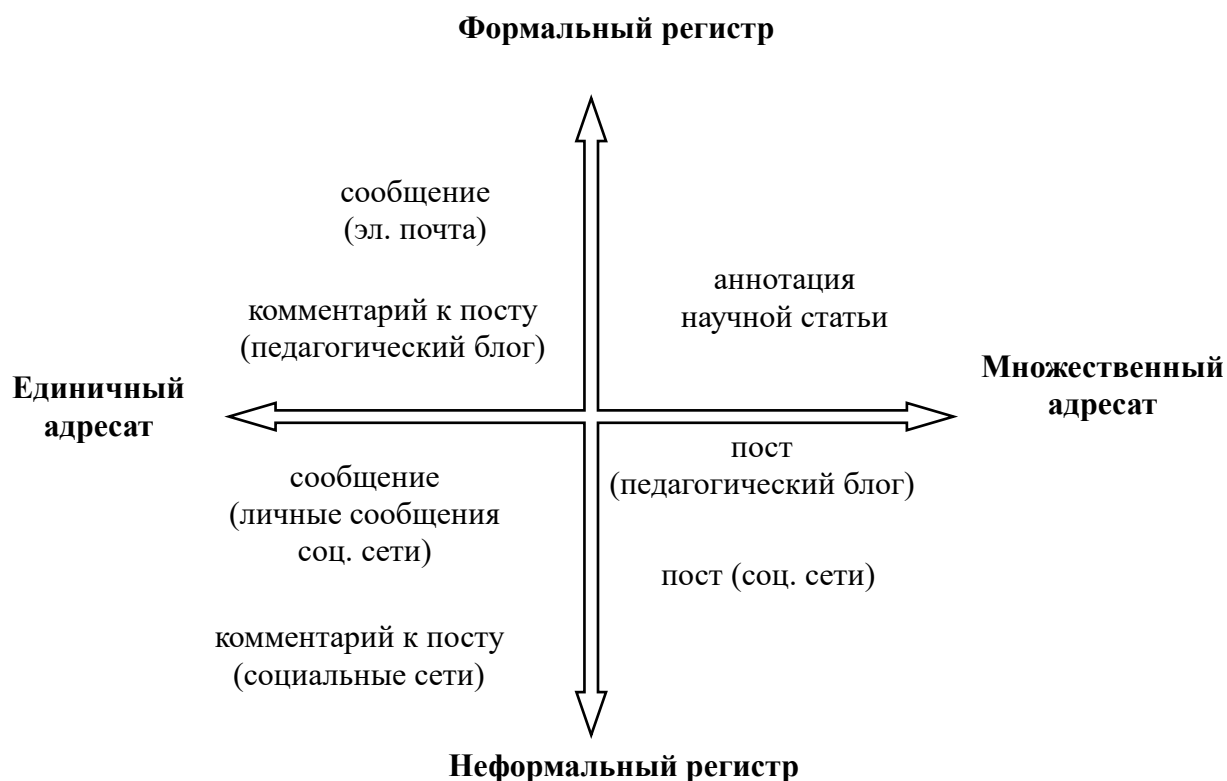 Формальный регистр
сообщение
(эл. почта)
комментарий к посту
(педагогический блог)
аннотация
научной статьи
Единичный
адресат
Множественный
адресат
сообщение
(личные сообщения
соц. сети)
пост
(педагогический блог)
пост (соц. сети)
комментарий к посту
(социальные сети)
Неформальный регистр